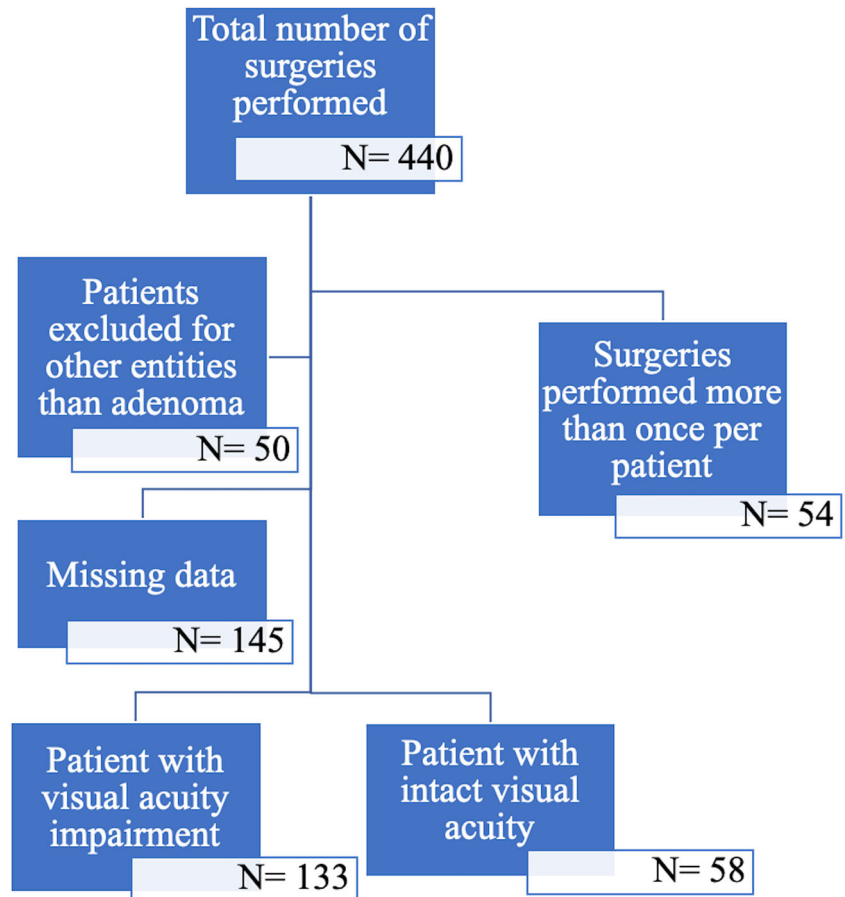 Total number of
surgeries
performed
N= 440
Patients
excluded for
other entities
than adenoma
N= 50
Surgeries
performed more
than once per
patient
N= 54
Missing data
N= 145
Patient with
visual acuity
impairment
N= 133
Patient with
intact visual
acuity
N= 58